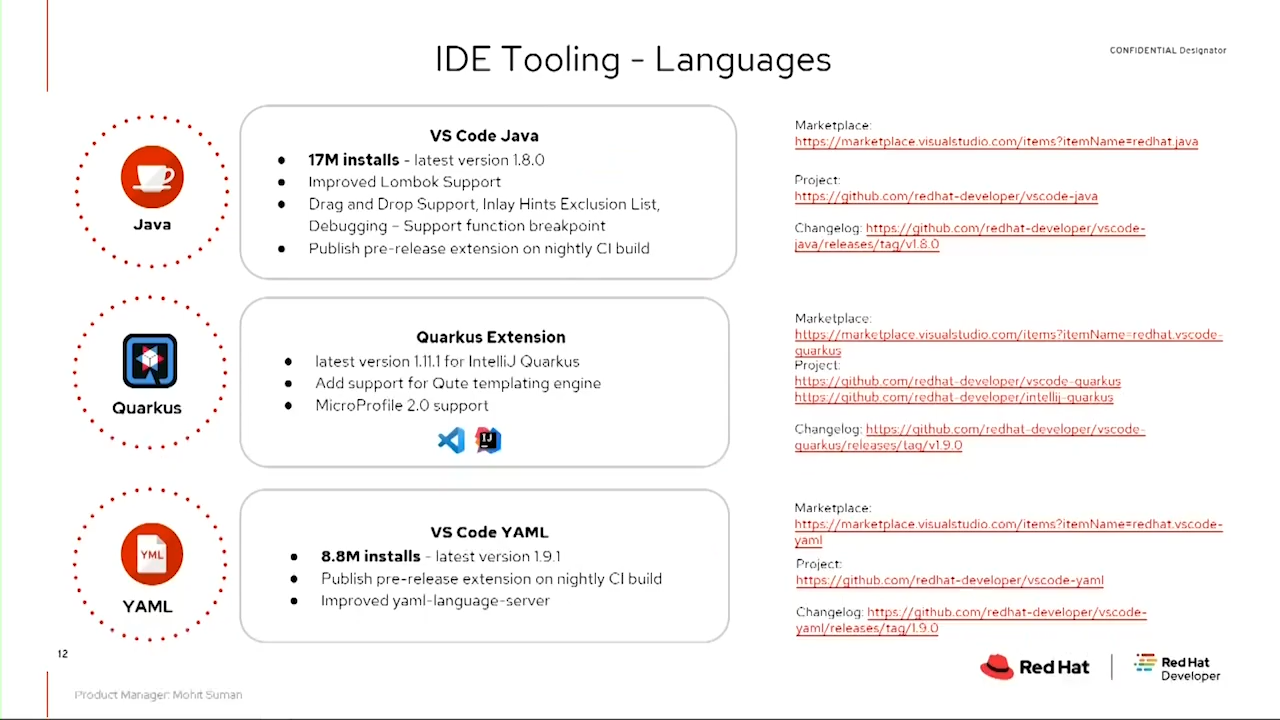 IDE Tooling - Languages
CONFIDENTIAL Designator
Java
VS Code Java
● 17M installs - latest version 1.8.0
● Improved Lombok Support
● Drag and Drop Support, Inlay Hints Exclusion List,
Debugging – Support function breakpoint
● Publish pre-release extension on nightly CI build
Marketplace:
https://marketplace.visualstudio.com/items?itemName=redhat.java
Project:
https://github.com/redhat-developer/vscode-java
Changelog: https://github.com/redhat-developer/vscode-
java/releases/tag/v1.8.0
Quarkus
Quarkus Extension
● latest version 1.11.1 for IntelliJ Quarkus
● Add support for Qute templating engine
● MicroProfile 2.0 support
IJ
Marketplace:
https://marketplace.visualstudio.com/items?itemName=redhat.vscode-
quarkus
Project:
https://github.com/redhat-developer/vscode-quarkus
https://github.com/redhat-developer/intellij-quarkus
Changelog: https://github.com/redhat-developer/vscode-
quarkus/releases/tag/v1.9.0
YML
YAML
VS Code YAML
● 8.8M installs - latest version 1.9.1
● Publish pre-release extension on nightly CI build
● Improved yaml-language-server
Marketplace:
https://marketplace.visualstudio.com/items?itemName=redhat.vscode-
yaml
Project:
https://github.com/redhat-developer/vscode-yaml
Changelog: https://github.com/redhat-developer/vscode-
yaml/releases/tag/1.9.0
12
Product Manager: Mohit Suman
Red Hat
Red Hat
Developer